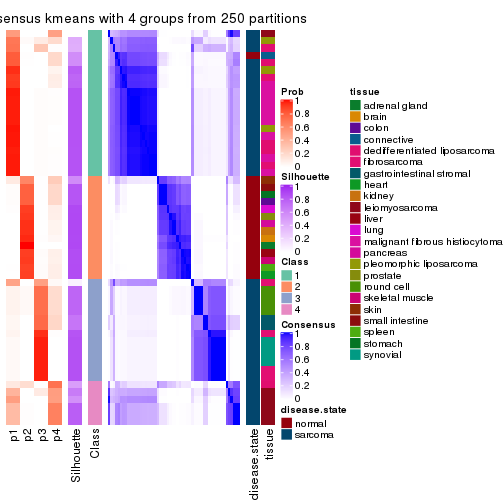 sensus kmeans with 4 groups from 250 partitions
Prob
1
0.8
0.6
0.4
0.2
0
Silhouette
1
0.8
0.6
0.4
0.2
0
Class
1
2
3
4
Consensus
1
0.8
0.6
0.4
0.2
0
disease.state
normal
sarcoma
tissue
adrenal gland
brain
colon
connective
dedifferentiated liposarcoma
fibrosarcoma
gastrointestinal stromal
heart
kidney
leiomyosarcoma
liver
lung
malignant fibrous histiocytoma
pancreas
pleomorphic liposarcoma
prostate
round cell
skeletal muscle
skin
small intestine
spleen
stomach
synovial
p1
p2
p3
p4
Silhouette
Class
disease.state
tissue